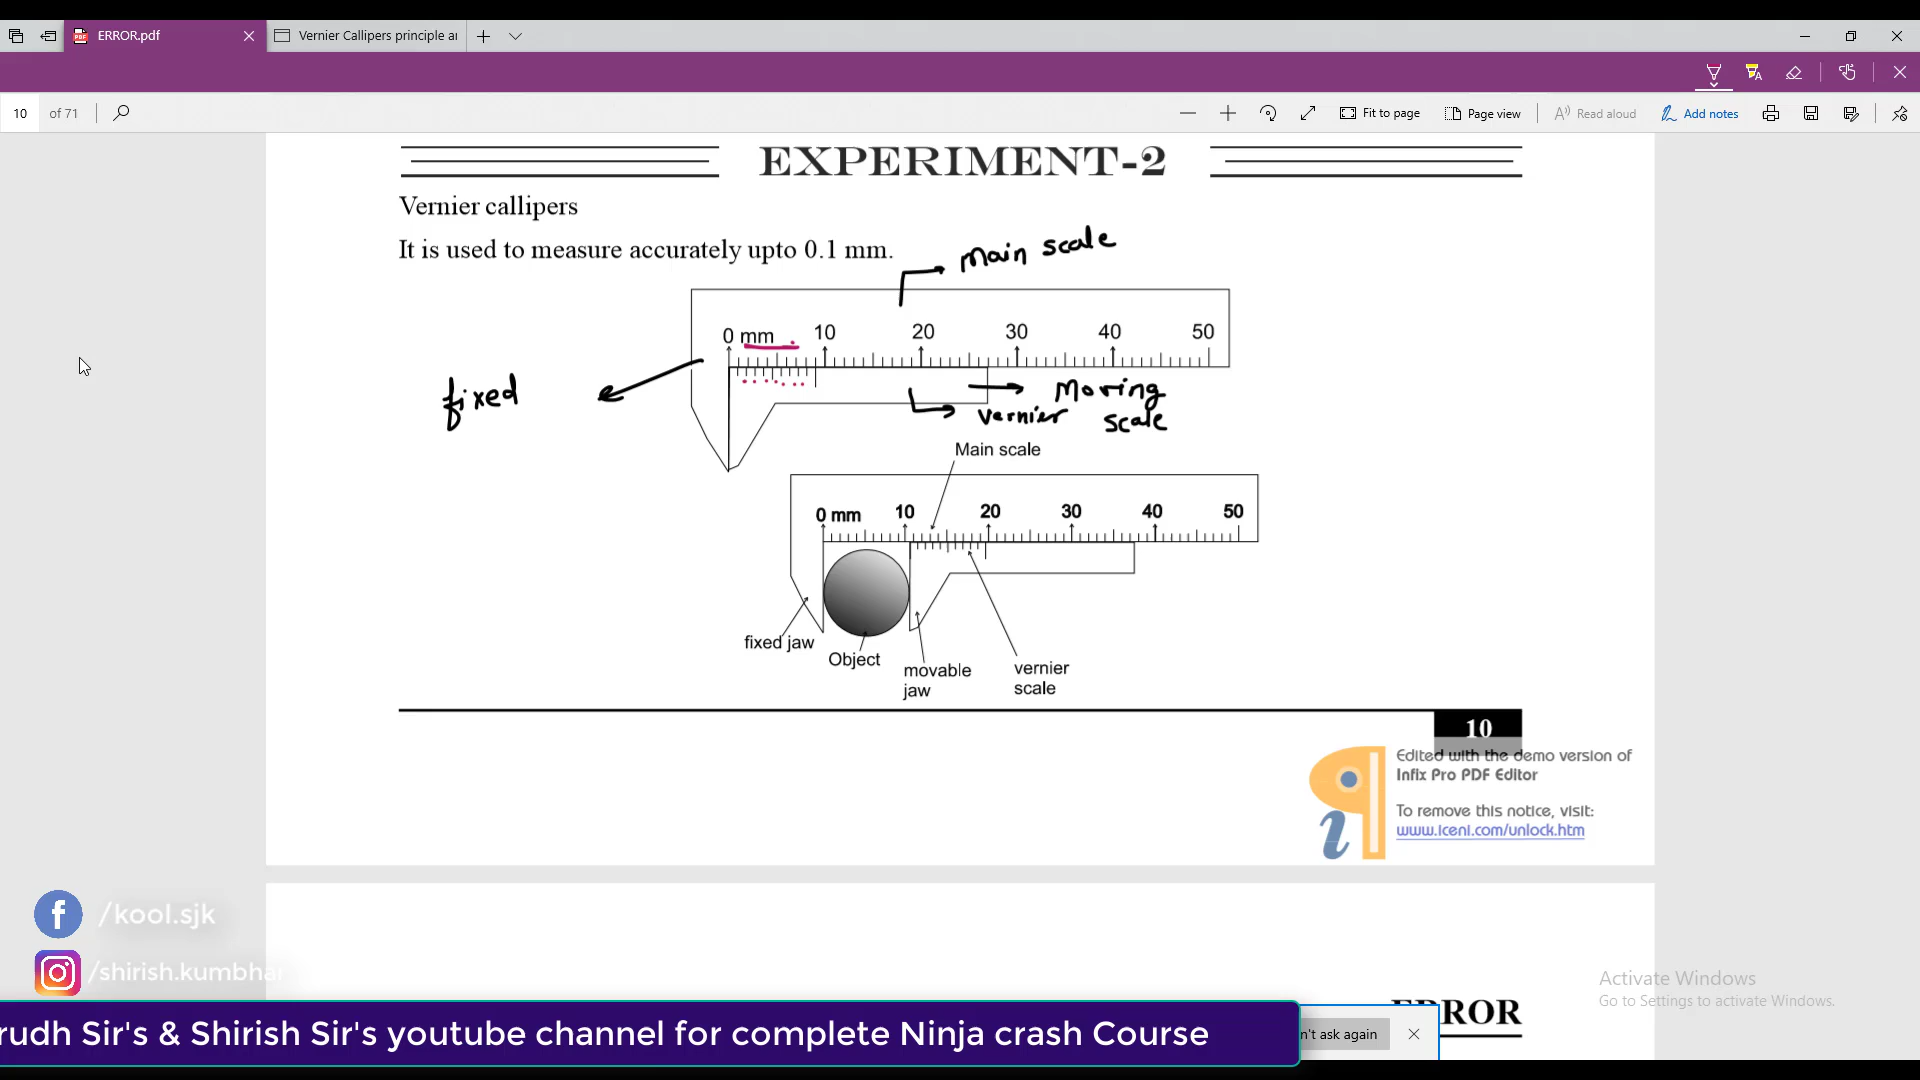 ERROR.pdf
Vernier Callipers principle a
10 of 71
Fit to page
Page view
Read aloud
Add notes
EXPERIMENT-2
Vernier callipers
It is used to measure accurately upto 0.1 mm.
main scale
0 mm 10 20 30 40 50
fixed
Moving
vernier scale
Main scale
0 mm 10 20 30 40 50
fixed jaw
Object
movable
jaw
vernier
scale
10
Edited with the demo version of
Infix Pro PDF Editor
To remove this notice, visit:
www.iceni.com/unlock.htm
/kool.sjk
/shirish.kumbha
Activate Windows
Go to Settings to activate Windows.
ERROR
rudh Sir's & Shirish Sir's youtube channel for complete Ninja crash Course
n't ask again